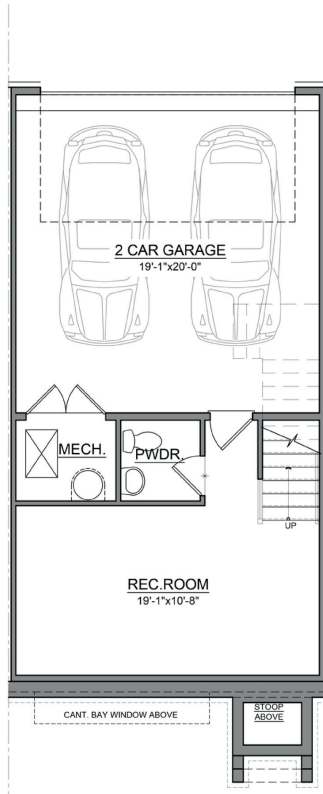 2 CAR GARAGE
19'-1"x20'-0"
MECH.
PWDR.
UP
REC.ROOM
19'-1"x10'-8"
CANT. BAY WINDOW ABOVE
STOOP
ABOVE